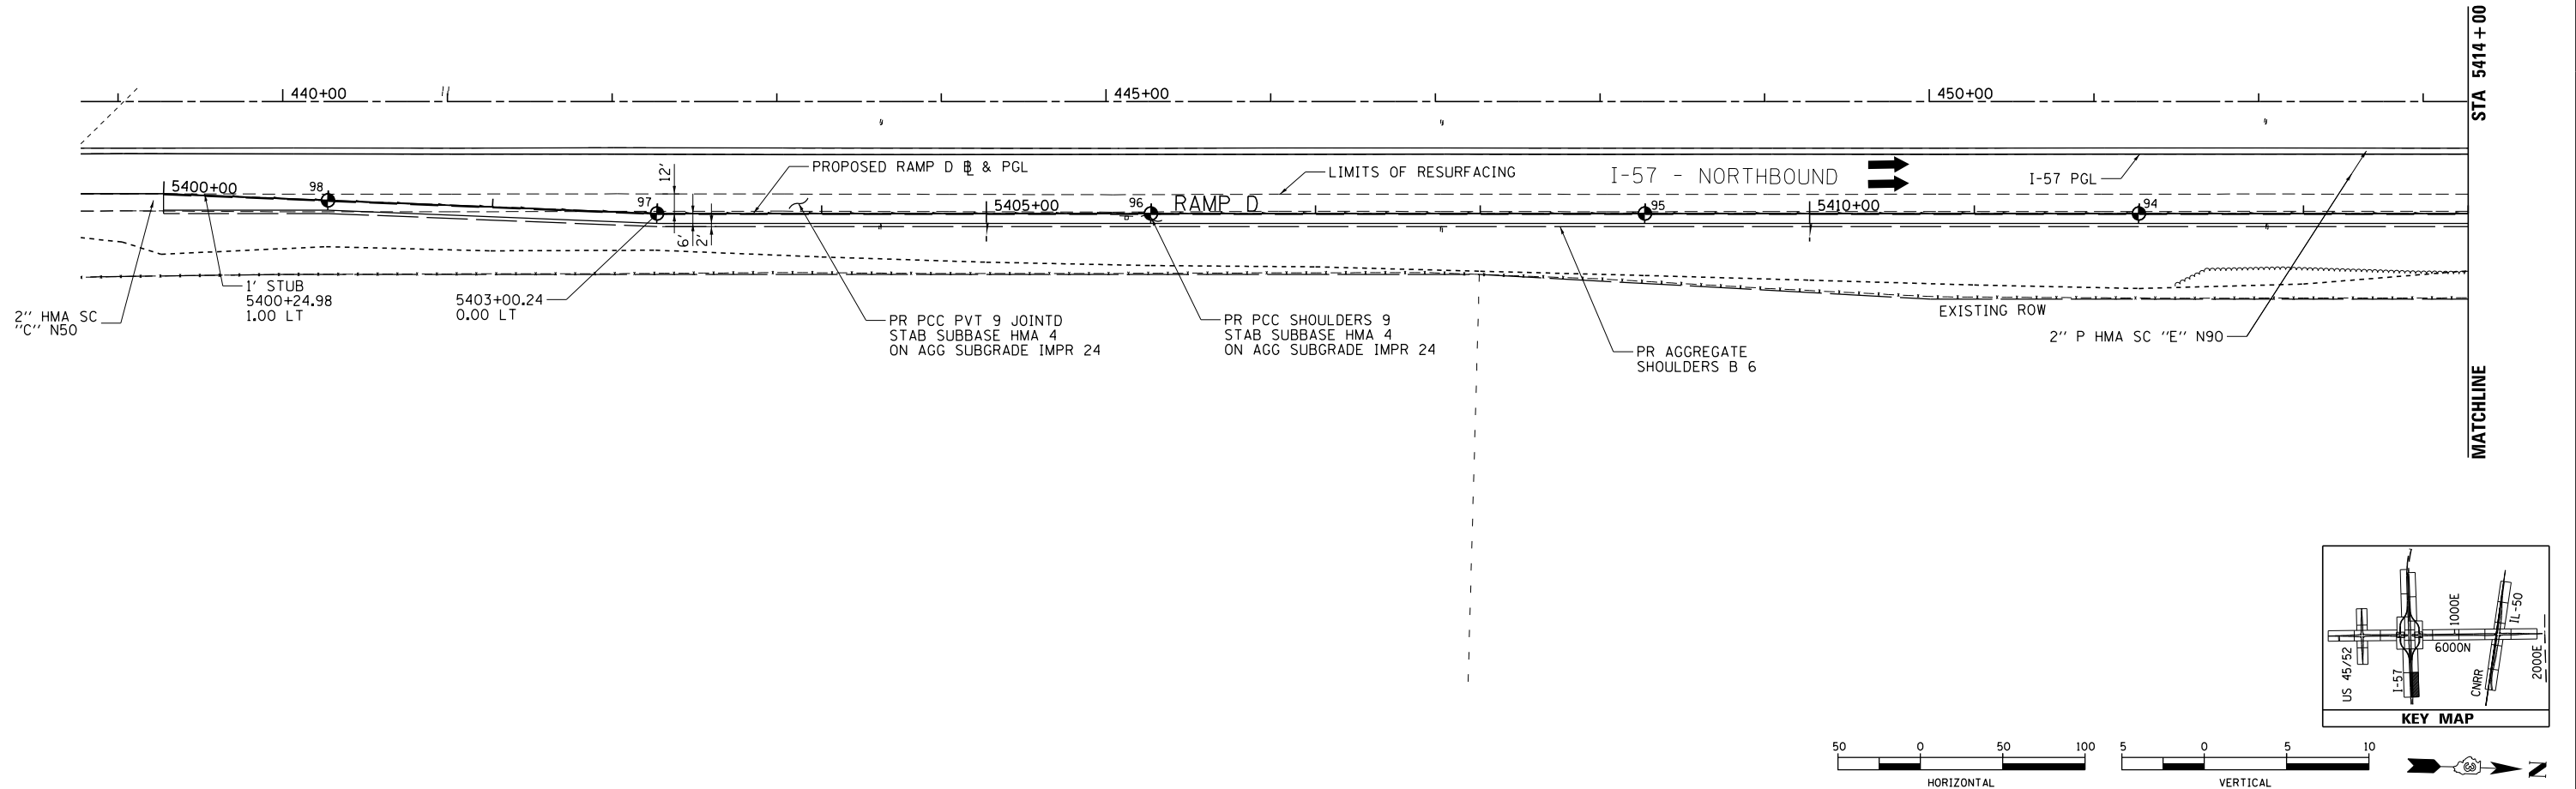 440+00
445+00
450+00
STA 5414+00
MATCHLINE
PROPOSED RAMP D & PGL
12'
LIMITS OF RESURFACING
I-57 - NORTHBOUND
I-57 PGL
5400+00
98
97
96
RAMP D
5405+00
95
5410+00
94
6'
2'
1' STUB
5400+24.98
1.00 LT
5403+00.24
0.00 LT
2'' HMA SC
"C" N50
PR PCC PVT 9 JOINTD
STAB SUBBASE HMA 4
ON AGG SUBGRADE IMPR 24
PR PCC SHOULDERS 9
STAB SUBBASE HMA 4
ON AGG SUBGRADE IMPR 24
PR AGGREGATE
SHOULDERS B 6
EXISTING ROW
2'' P HMA SC "E" N90
US 45/52
I-57
1000E
6000N
CNRR
IL-50
2000E
KEY MAP
50 0 50 100
HORIZONTAL
5 0 5 10
VERTICAL
N